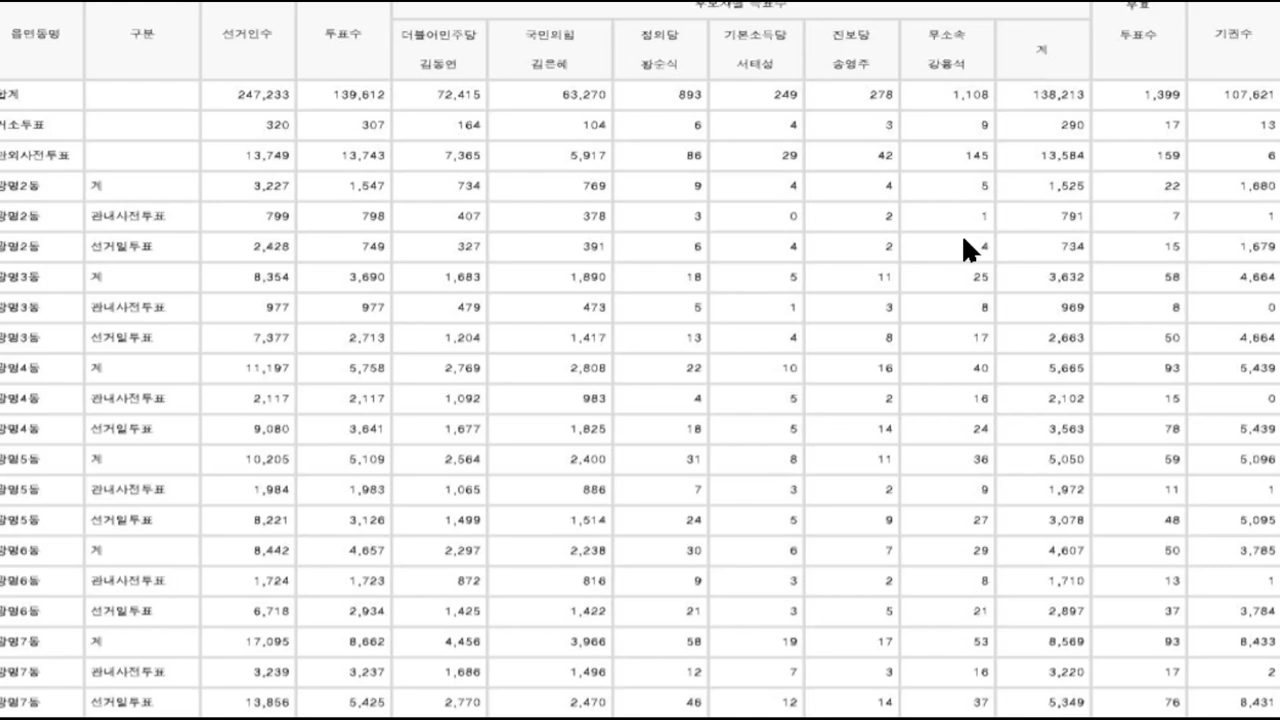 후보자별 득표수 무효
읍면동명 구분 선거인수 투표수 더불어민주당 국민의힘 정의당 기본소득당 진보당 무소속 계 투표수 기권수
김동연 김은혜 황순식 서태성 송영주 강용석
합계 247,233 139,612 72,415 63,270 893 249 278 1,108 138,213 1,399 107,621
거소투표 320 307 164 104 6 4 3 9 290 17 13
관외사전투표 13,749 13,743 7,365 5,917 86 29 42 145 13,584 159 6
광명2동 계 3,227 1,547 734 769 9 4 4 5 1,525 22 1,680
광명2동 관내사전투표 799 798 407 378 3 0 2 1 791 7 1
광명2동 선거일투표 2,428 749 327 391 6 4 2 4 734 15 1,679
광명3동 계 8,354 3,690 1,683 1,890 18 5 11 25 3,632 58 4,664
광명3동 관내사전투표 977 977 479 473 5 1 3 8 969 8 0
광명3동 선거일투표 7,377 2,713 1,204 1,417 13 4 8 17 2,663 50 4,664
광명4동 계 11,197 5,758 2,769 2,808 22 10 16 40 5,665 93 5,439
광명4동 관내사전투표 2,117 2,117 1,092 983 4 5 2 16 2,102 15 0
광명4동 선거일투표 9,080 3,641 1,677 1,825 18 5 14 24 3,563 78 5,439
광명5동 계 10,205 5,109 2,564 2,400 31 8 11 36 5,050 59 5,096
광명5동 관내사전투표 1,984 1,983 1,065 886 7 3 2 9 1,972 11 1
광명5동 선거일투표 8,221 3,126 1,499 1,514 24 5 9 27 3,078 48 5,095
광명6동 계 8,442 4,657 2,297 2,238 30 6 7 29 4,607 50 3,785
광명6동 관내사전투표 1,724 1,723 872 816 9 3 2 8 1,710 13 1
광명6동 선거일투표 6,718 2,934 1,425 1,422 21 3 5 21 2,897 37 3,784
광명7동 계 17,095 8,662 4,456 3,966 58 19 17 53 8,569 93 8,433
광명7동 관내사전투표 3,239 3,237 1,686 1,496 12 7 3 16 3,220 17 2
광명7동 선거일투표 13,856 5,425 2,770 2,470 46 12 14 37 5,349 76 8,431